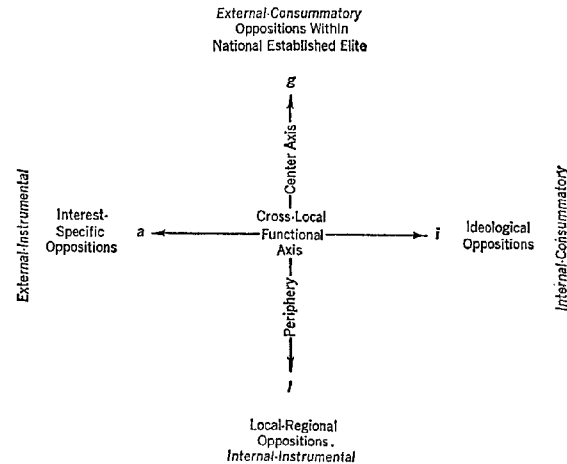 External-Consummatory
Oppositions Within
National Established Elite
g
Center Axis
External-Instrumental
Interest-
Specific
Oppositions
a
Cross-Local
Functional
Axis
i
Ideological
Oppositions
Internal-Consummatory
Periphery
l
Local-Regional
Oppositions.
Internal-Instrumental